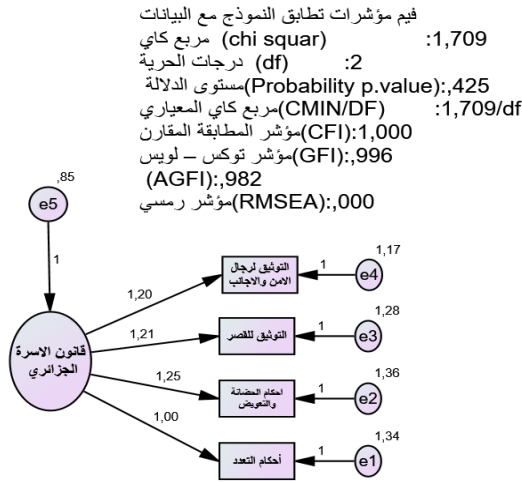 فيم مؤشرات تطابق النموذج مع البيانات
مربع كاي (chi squar) :1,709
درجات الحرية (df) :2
مستوى الدلالة(Probability p.value):,425
مربع كاي المعياري(CMIN/DF) :1,709/df
مؤشر المطابقة المقارن(CFI):1,000
مؤشر توكس – لويس(GFI):,996
(AGFI):,982
مؤشر رمسي(RMSEA):,000
,85
e5
1
1,17
التوثيق لرجال
الامن والاجانب
1
e4
1,20
1,28
التوثيق للقصر
1
e3
1,21
قانون الاسرة
الجزائري
1,36
احكام الحضانة
والتعويض
1
e2
1,25
1,00
1,34
أحكام التعدد
1
e1